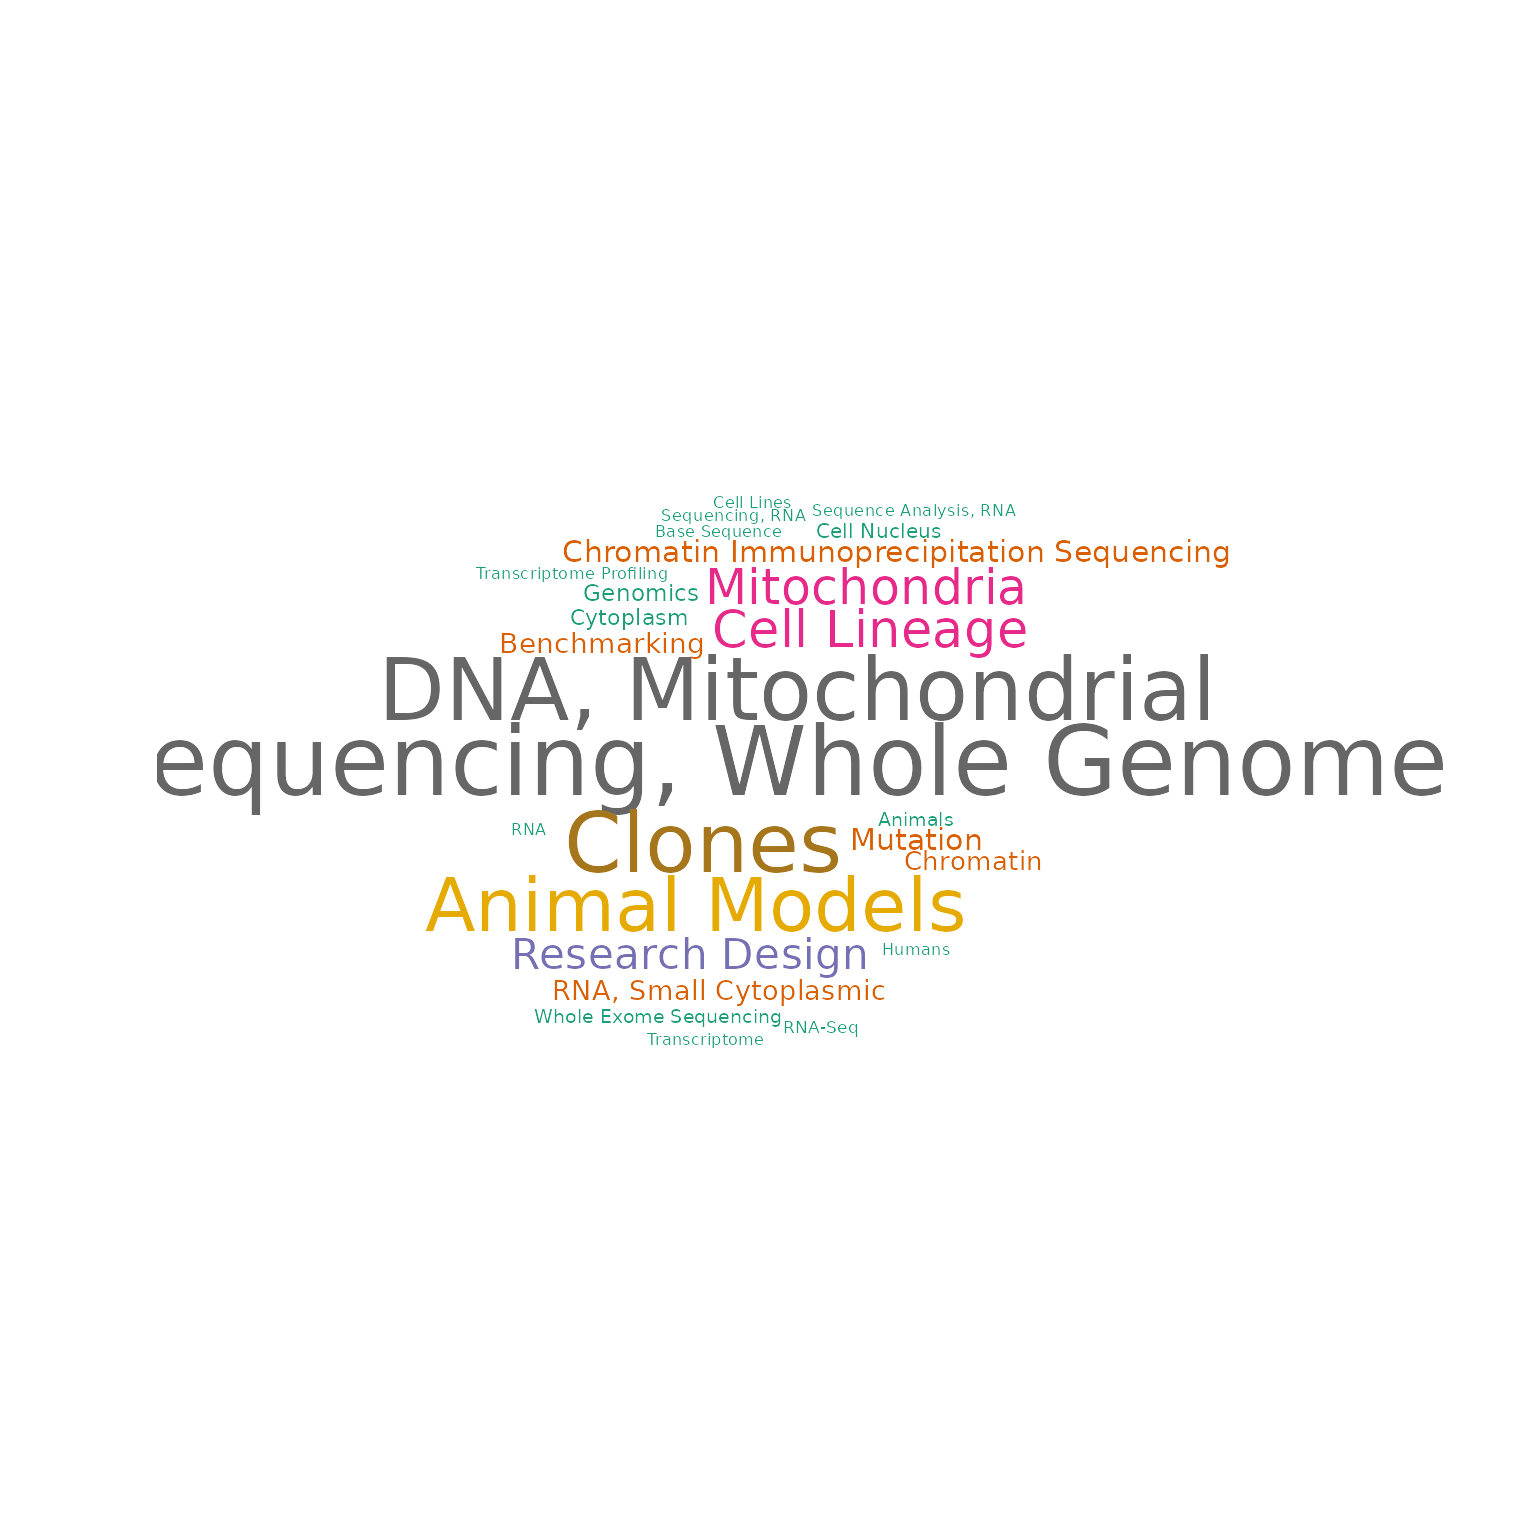 Cell Lines
Sequence Analysis, RNA
Sequencing, RNA
Base Sequence
Cell Nucleus
Chromatin Immunoprecipitation Sequencing
Transcriptome Profiling
Mitochondria
Genomics
Cytoplasm
Cell Lineage
Benchmarking
DNA, Mitochondrial
equencing, Whole Genome
Animals
RNA
Clones
Mutation
Chromatin
Animal Models
Research Design
Humans
RNA, Small Cytoplasmic
Whole Exome Sequencing
RNA-Seq
Transcriptome